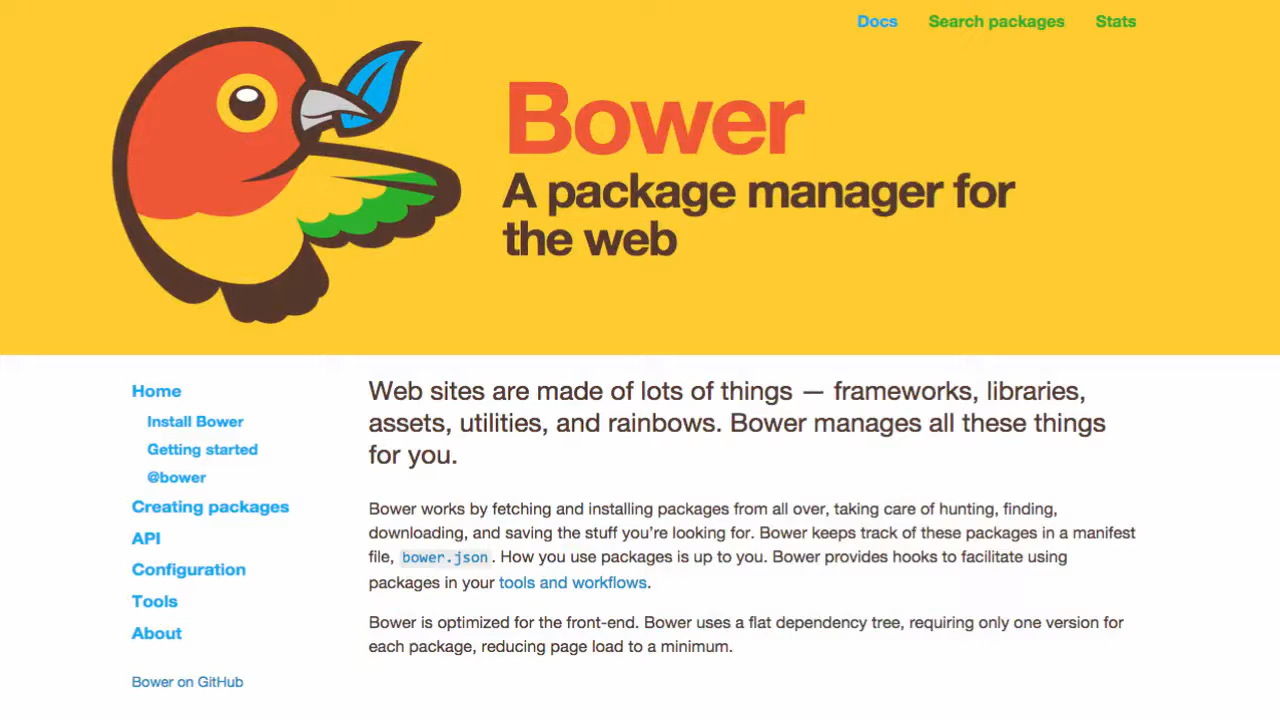 Docs Search packages Stats
Bower
A package manager for
the web
Home
Install Bower
Getting started
@bower
Creating packages
API
Configuration
Tools
About
Bower on GitHub
Web sites are made of lots of things — frameworks, libraries,
assets, utilities, and rainbows. Bower manages all these things
for you.
Bower works by fetching and installing packages from all over, taking care of hunting, finding,
downloading, and saving the stuff you’re looking for. Bower keeps track of these packages in a manifest
file, bower.json. How you use packages is up to you. Bower provides hooks to facilitate using
packages in your tools and workflows.
Bower is optimized for the front-end. Bower uses a flat dependency tree, requiring only one version for
each package, reducing page load to a minimum.